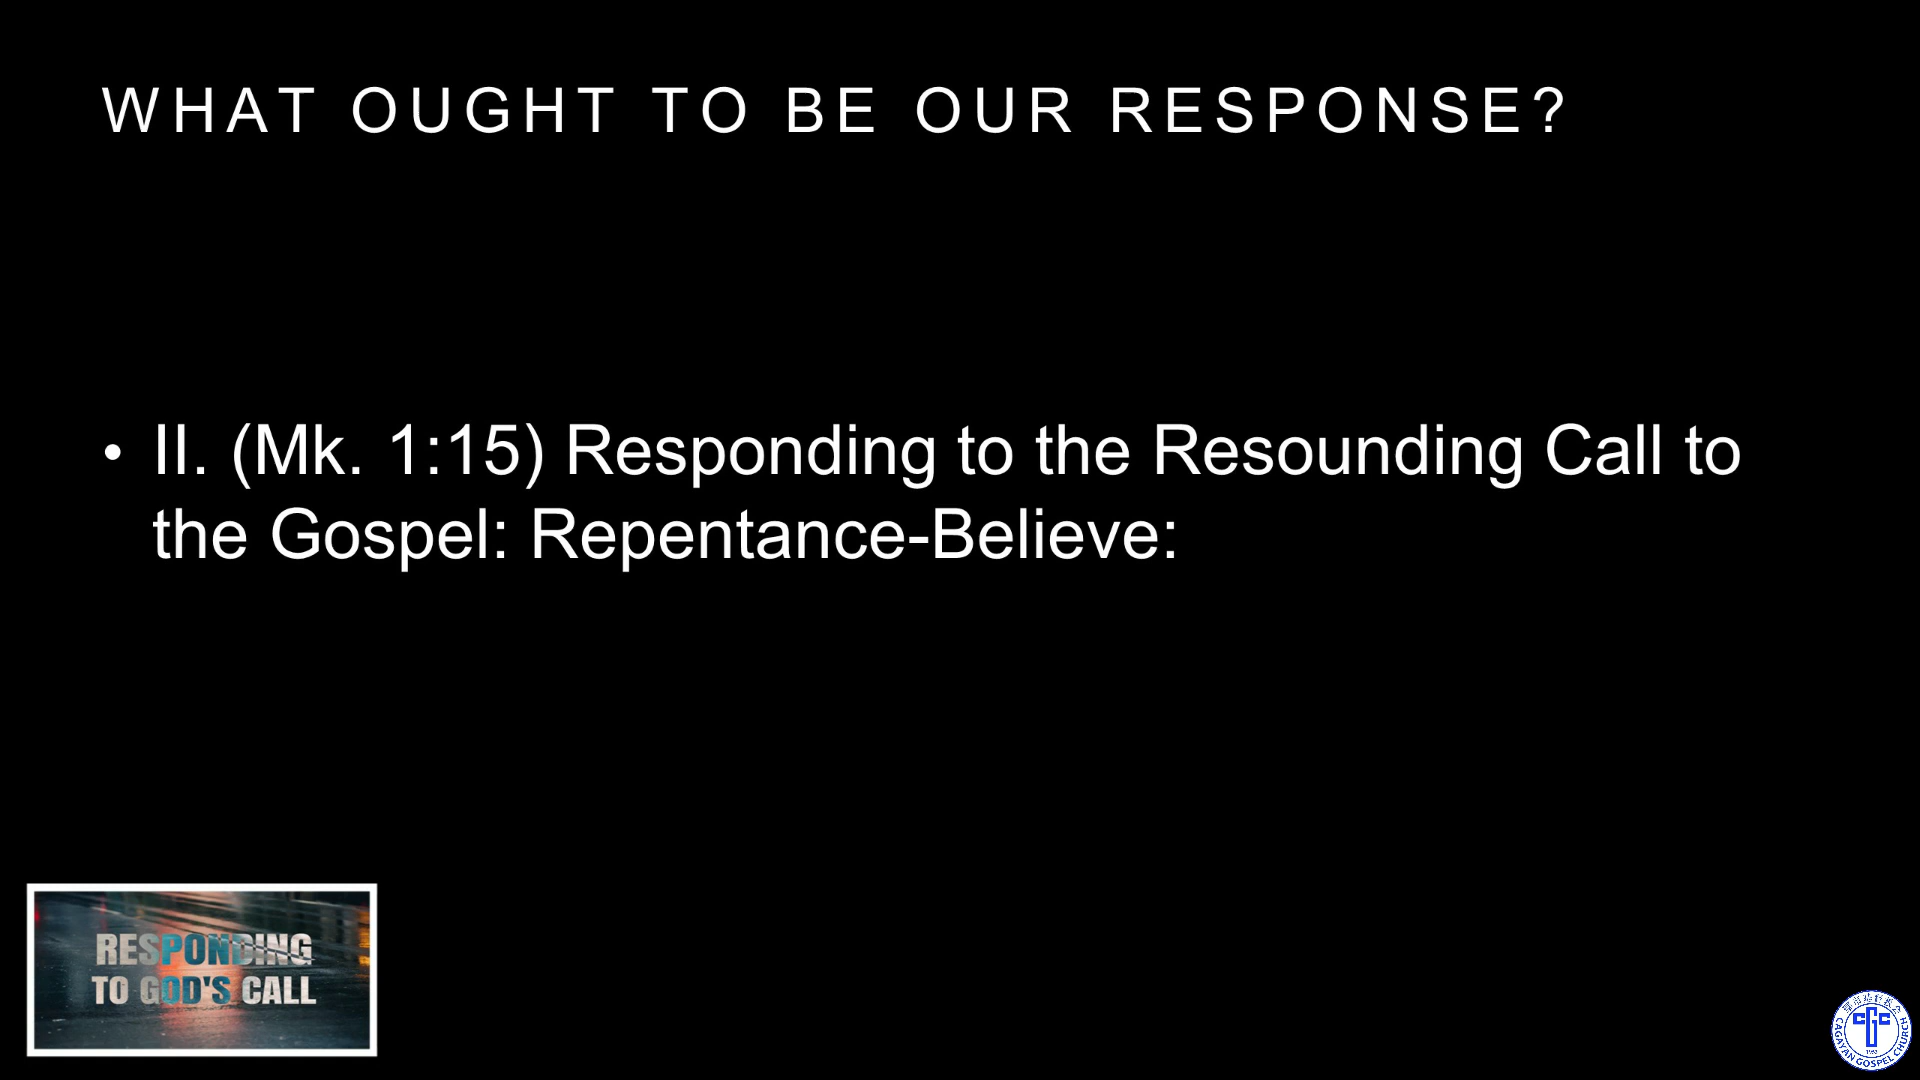 WHAT OUGHT TO BE OUR RESPONSE?
• II. (Mk. 1:15) Responding to the Resounding Call to
the Gospel: Repentance-Believe:
RESPONDING
TO GOD'S CALL
CGC
CAGAYAN GOSPEL CHURCH